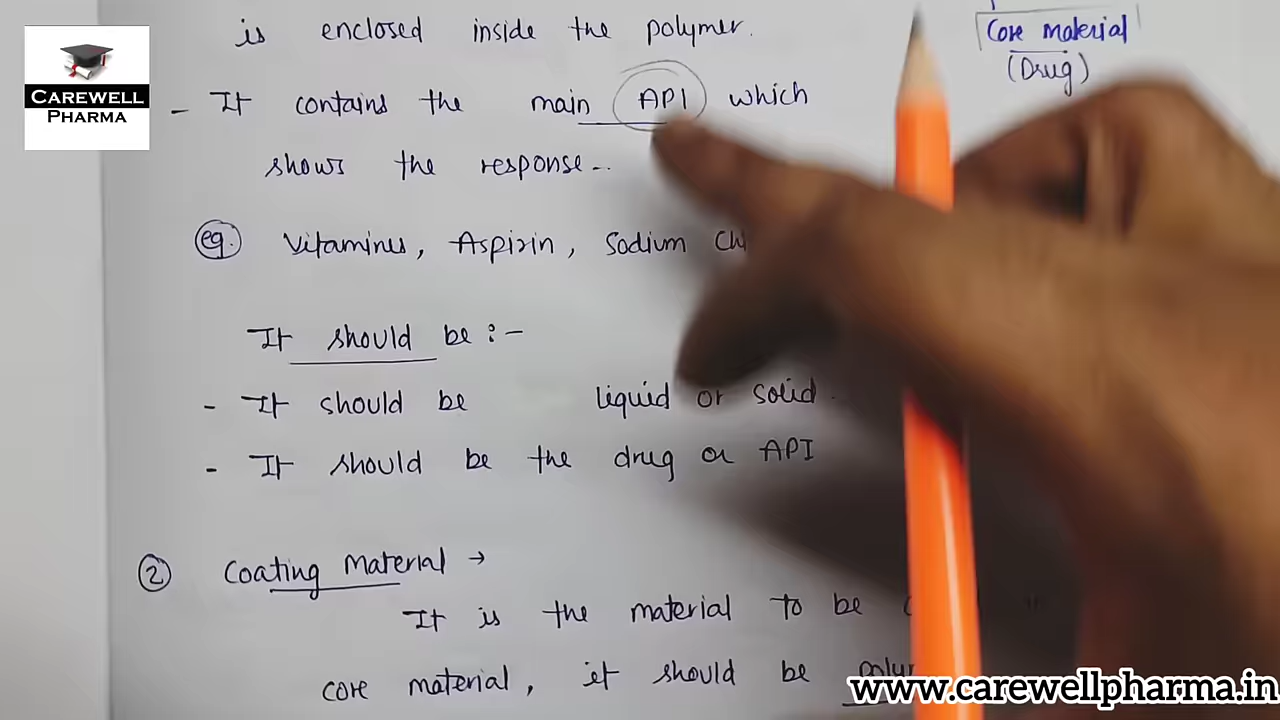 is enclosed inside the polymer.
Core material
(Drug)
CAREWELL
PHARMA
- It contains the main API which
shows the response..
eg. Vitamines, Aspirin, Sodium
It should be :-
- It should be liquid or solid.
- It should be the drug or API
2 Coating Material →
It is the material to be
core material, it should be
www.carewellpharma.in